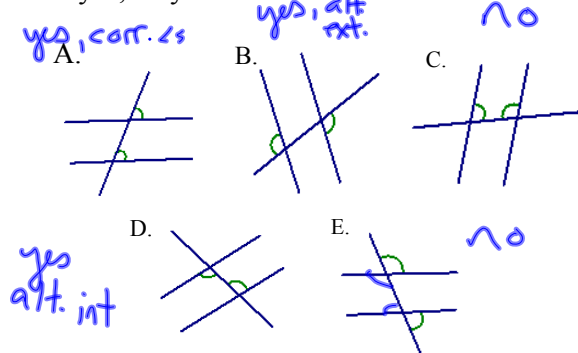 yes, corr. ∠s
yes, alt.
ext.
no
A.
B.
C.
D.
E.
yes
alt. int
no